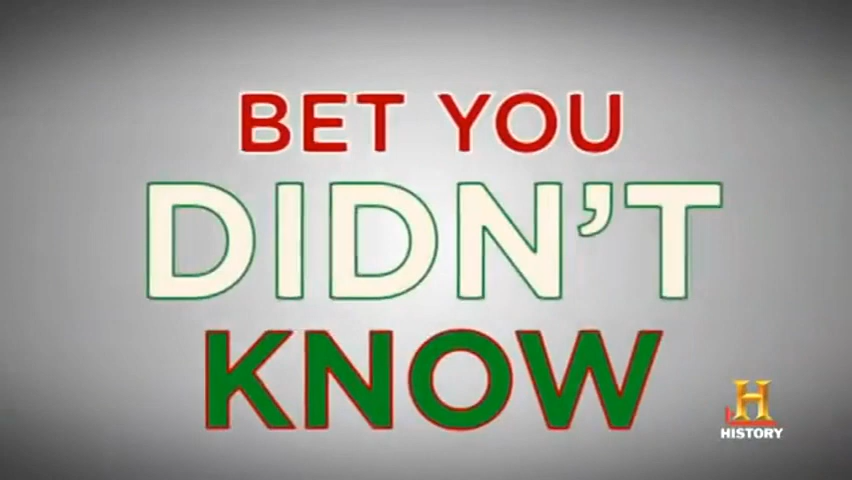 BET YOU
DIDN'T
KNOW
H
HISTORY